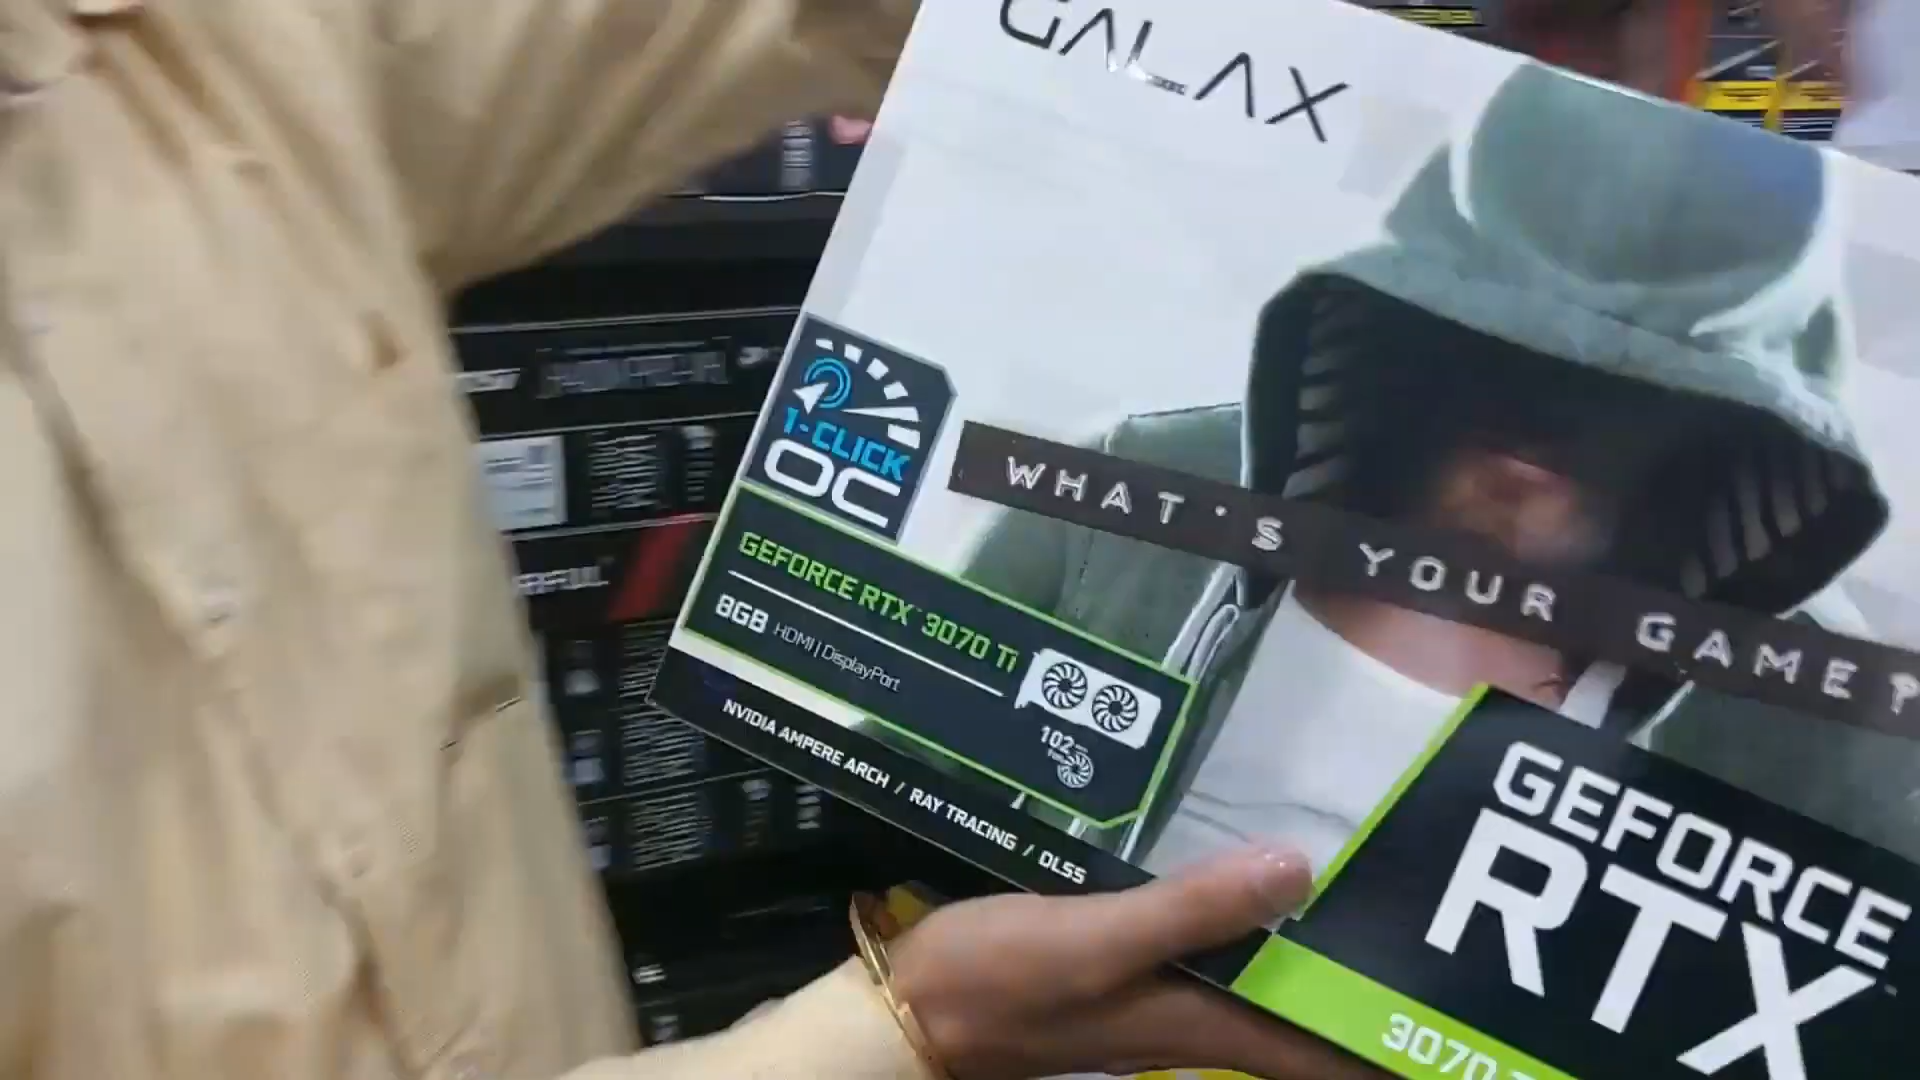 GALAX
1-CLICK
OC
WHAT'S YOUR GAME?
GEFORCE RTX™ 3070 Ti
8GB HDMI | DisplayPort
102
NVIDIA AMPERE ARCH / RAY TRACING / DLSS
GEFORCE
RTX
3070